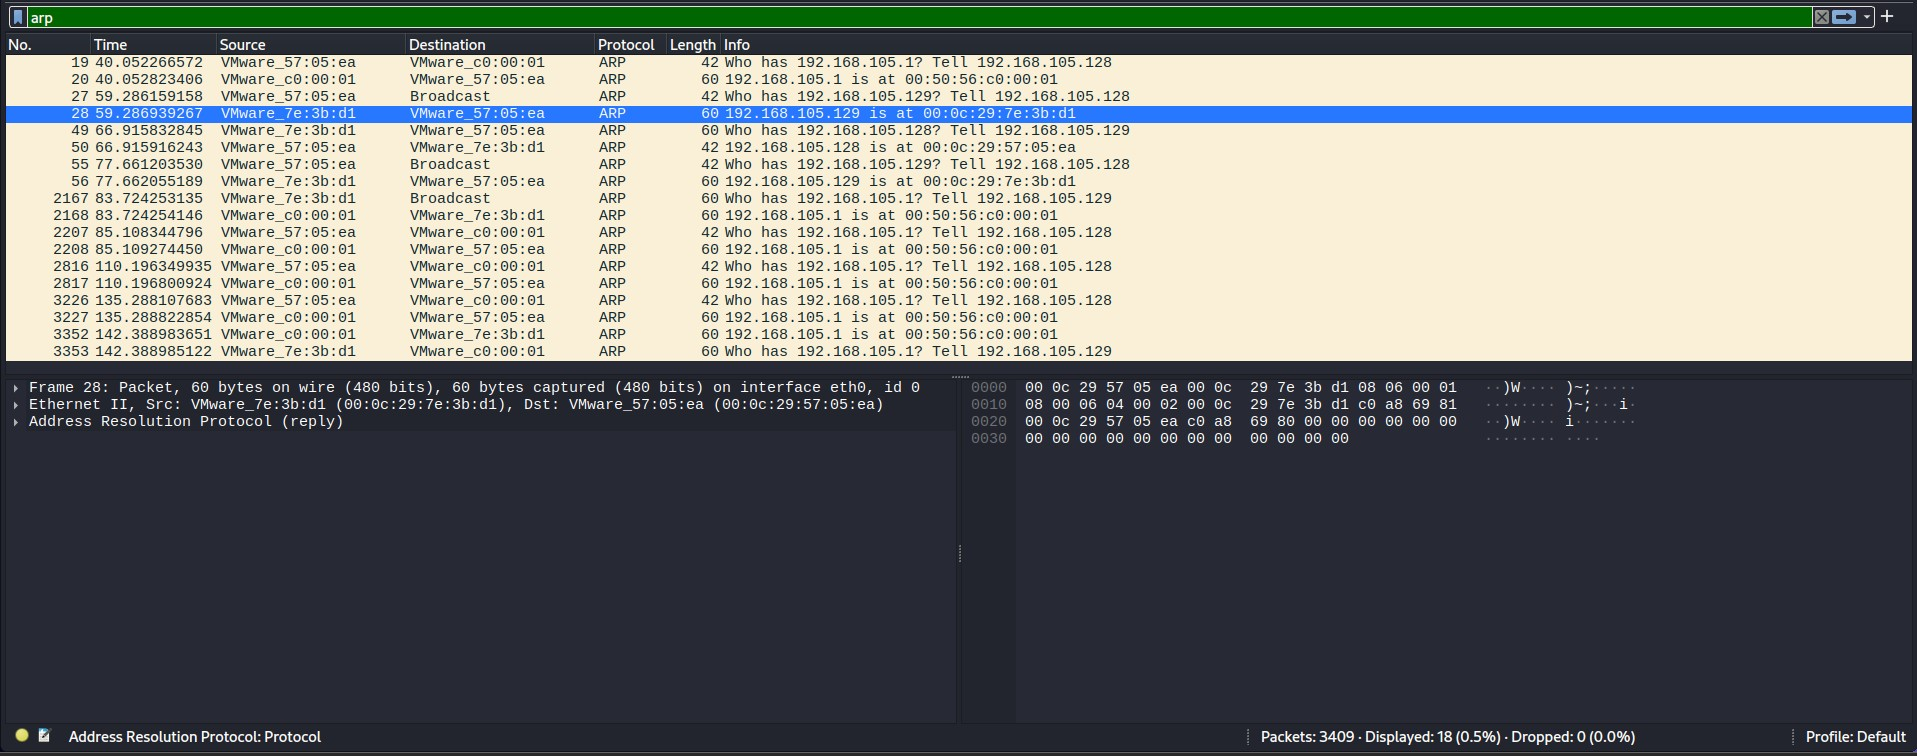 arp
No. Time Source Destination Protocol Length Info
19 40.052266572 VMware_57:05:ea VMware_c0:00:01 ARP 42 Who has 192.168.105.1? Tell 192.168.105.128
20 40.052823406 VMware_c0:00:01 VMware_57:05:ea ARP 60 192.168.105.1 is at 00:50:56:c0:00:01
27 59.286159158 VMware_57:05:ea Broadcast ARP 42 Who has 192.168.105.129? Tell 192.168.105.128
28 59.286939267 VMware_7e:3b:d1 VMware_57:05:ea ARP 60 192.168.105.129 is at 00:0c:29:7e:3b:d1
49 66.915832845 VMware_7e:3b:d1 VMware_57:05:ea ARP 60 Who has 192.168.105.128? Tell 192.168.105.129
50 66.915916243 VMware_57:05:ea VMware_7e:3b:d1 ARP 42 192.168.105.128 is at 00:0c:29:57:05:ea
55 77.661203530 VMware_57:05:ea Broadcast ARP 42 Who has 192.168.105.129? Tell 192.168.105.128
56 77.662055189 VMware_7e:3b:d1 VMware_57:05:ea ARP 60 192.168.105.129 is at 00:0c:29:7e:3b:d1
2167 83.724253135 VMware_7e:3b:d1 Broadcast ARP 60 Who has 192.168.105.1? Tell 192.168.105.129
2168 83.724254146 VMware_c0:00:01 VMware_7e:3b:d1 ARP 60 192.168.105.1 is at 00:50:56:c0:00:01
2207 85.108344796 VMware_57:05:ea VMware_c0:00:01 ARP 42 Who has 192.168.105.1? Tell 192.168.105.128
2208 85.109274450 VMware_c0:00:01 VMware_57:05:ea ARP 60 192.168.105.1 is at 00:50:56:c0:00:01
2816 110.196349935 VMware_57:05:ea VMware_c0:00:01 ARP 42 Who has 192.168.105.1? Tell 192.168.105.128
2817 110.196800924 VMware_c0:00:01 VMware_57:05:ea ARP 60 192.168.105.1 is at 00:50:56:c0:00:01
3226 135.288107683 VMware_57:05:ea VMware_c0:00:01 ARP 42 Who has 192.168.105.1? Tell 192.168.105.128
3227 135.288822854 VMware_c0:00:01 VMware_57:05:ea ARP 60 192.168.105.1 is at 00:50:56:c0:00:01
3352 142.388983651 VMware_c0:00:01 VMware_7e:3b:d1 ARP 60 192.168.105.1 is at 00:50:56:c0:00:01
3353 142.388985122 VMware_7e:3b:d1 VMware_c0:00:01 ARP 60 Who has 192.168.105.1? Tell 192.168.105.129
Frame 28: Packet, 60 bytes on wire (480 bits), 60 bytes captured (480 bits) on interface eth0, id 0
Ethernet II, Src: VMware_7e:3b:d1 (00:0c:29:7e:3b:d1), Dst: VMware_57:05:ea (00:0c:29:57:05:ea)
Address Resolution Protocol (reply)
0000 00 0c 29 57 05 ea 00 0c 29 7e 3b d1 08 06 00 01 ··)W···· )~;·····
0010 08 00 06 04 00 02 00 0c 29 7e 3b d1 c0 a8 69 81 ········ )~;···i·
0020 00 0c 29 57 05 ea c0 a8 69 80 00 00 00 00 00 00 ··)W···· i·······
0030 00 00 00 00 00 00 00 00 00 00 00 00 ········ ····
Address Resolution Protocol: Protocol
Packets: 3409 · Displayed: 18 (0.5%) · Dropped: 0 (0.0%)
Profile: Default